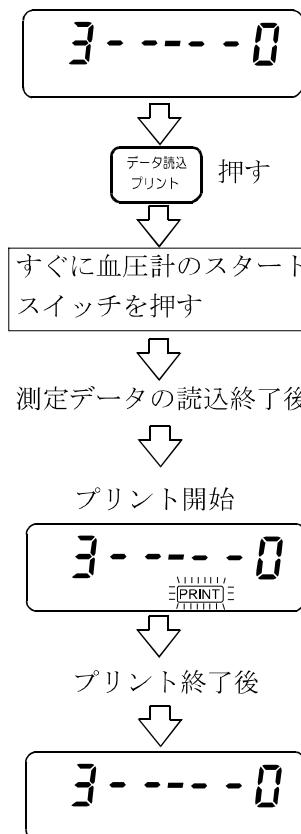 3-----0
データ読込
プリント
押す
すぐに血圧計のスタート
スイッチを押す
測定データの読込終了後
プリント開始
3-----0
PRINT
プリント終了後
3-----0